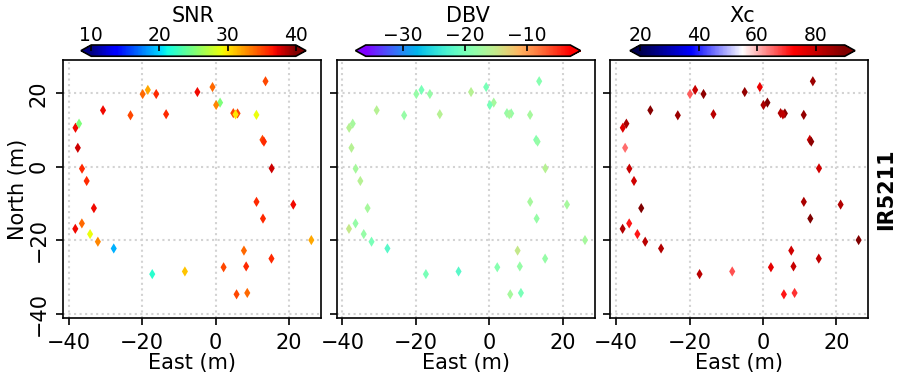 SNR
DBV
Xc
10 20 30 40
−30 −20 −10
20 40 60 80
20
0
−20
−40
North (m)
IR5211
−40 −20 0 20
−40 −20 0 20
−40 −20 0 20
East (m)
East (m)
East (m)